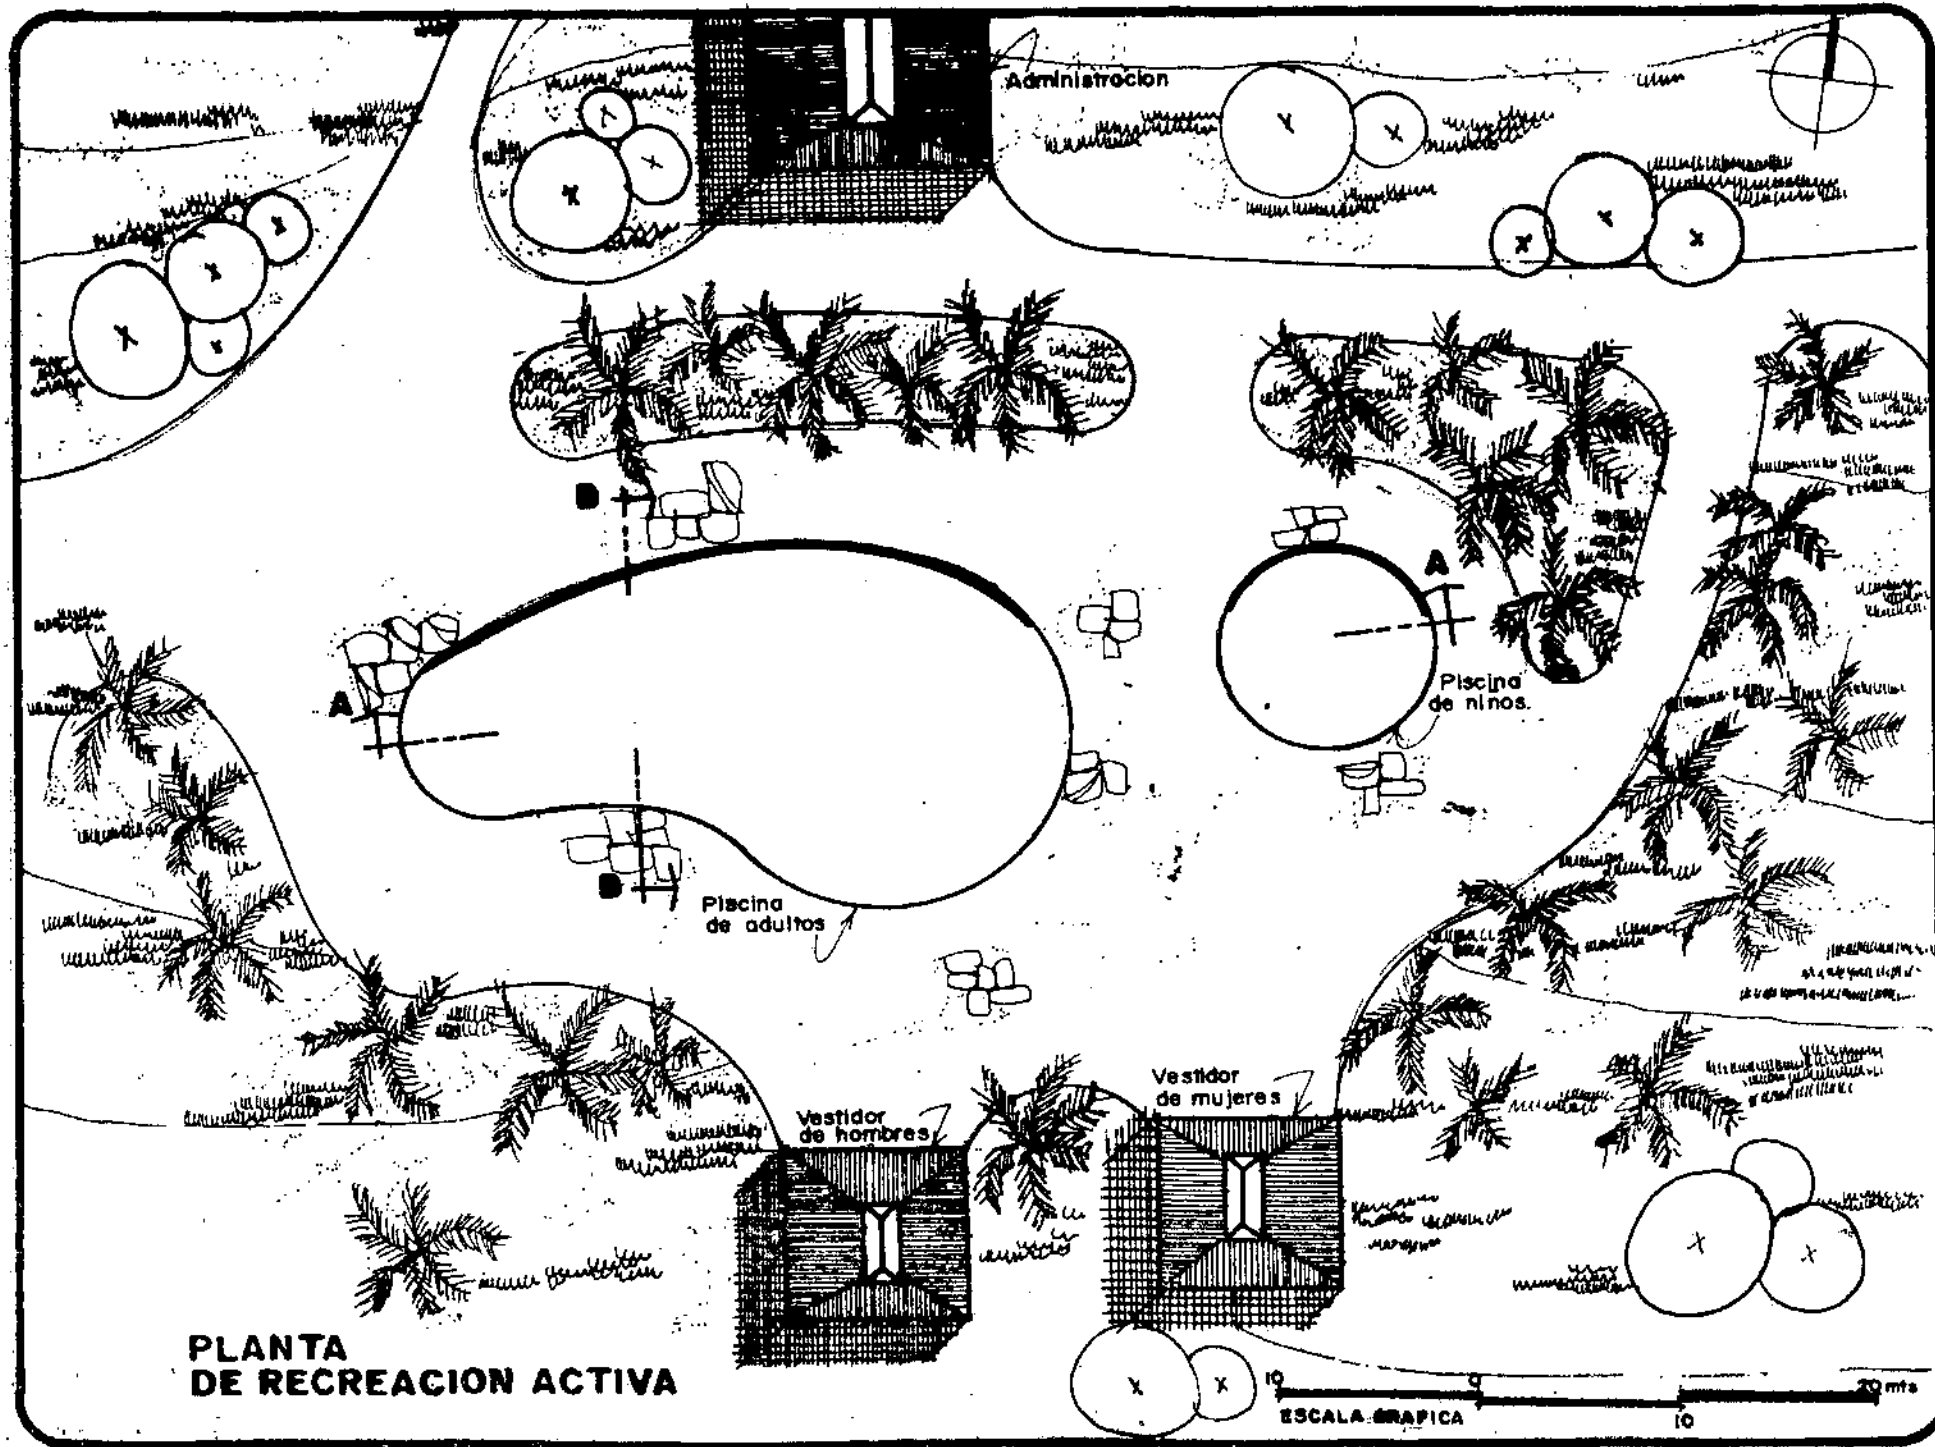 Administracion
B
A
A
Piscina
de ninos.
B
Piscina
de adultos
Vestidor
de mujeres
Vestidor
de hombres
PLANTA
DE RECREACION ACTIVA
10 0 20 mts
ESCALA GRAFICA
10